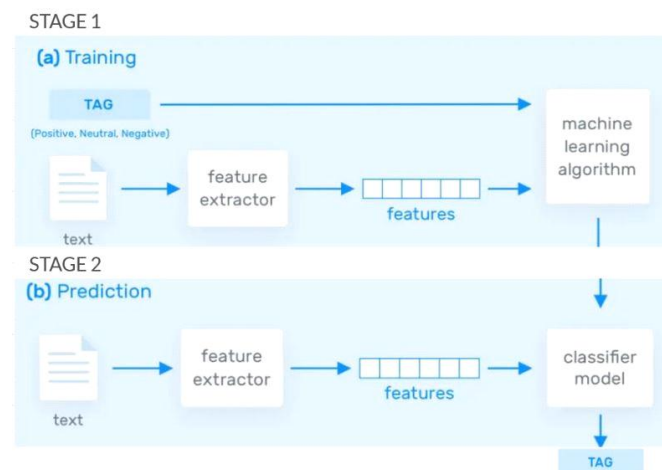 STAGE 1
(a) Training
TAG
(Positive, Neutral, Negative)
machine
learning
algorithm
feature
extractor
features
text
STAGE 2
(b) Prediction
feature
extractor
classifier
model
features
text
TAG